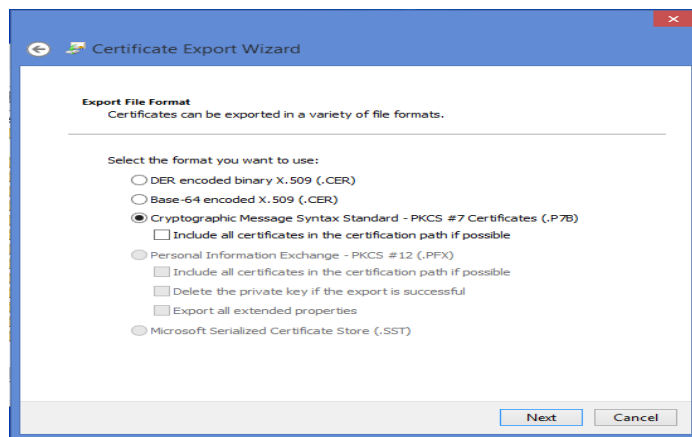 Certificate Export Wizard
Export File Format
Certificates can be exported in a variety of file formats.
Select the format you want to use:
DER encoded binary X.509 (.CER)
Base-64 encoded X.509 (.CER)
Cryptographic Message Syntax Standard - PKCS #7 Certificates (.P7B)
Include all certificates in the certification path if possible
Personal Information Exchange - PKCS #12 (.PFX)
Include all certificates in the certification path if possible
Delete the private key if the export is successful
Export all extended properties
Microsoft Serialized Certificate Store (.SST)
Next Cancel